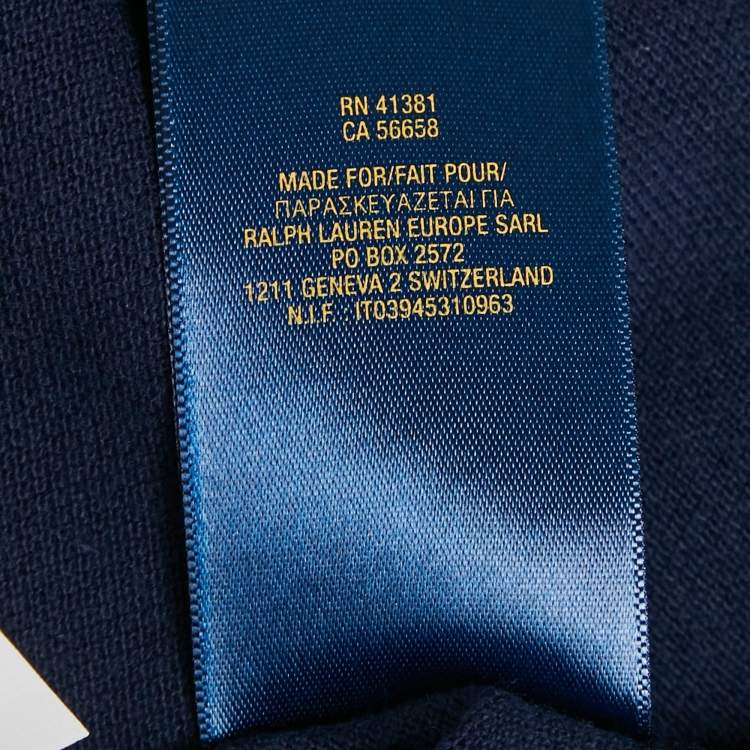 RN 41381
CA 56658
MADE FOR/FAIT POUR/
ΠΑΡΑΣΚΕΥΑΖΕΤΑΙ ΓΙΑ
RALPH LAUREN EUROPE SARL
PO BOX 2572
1211 GENEVA 2 SWITZERLAND
N.I.F : IT03945310963